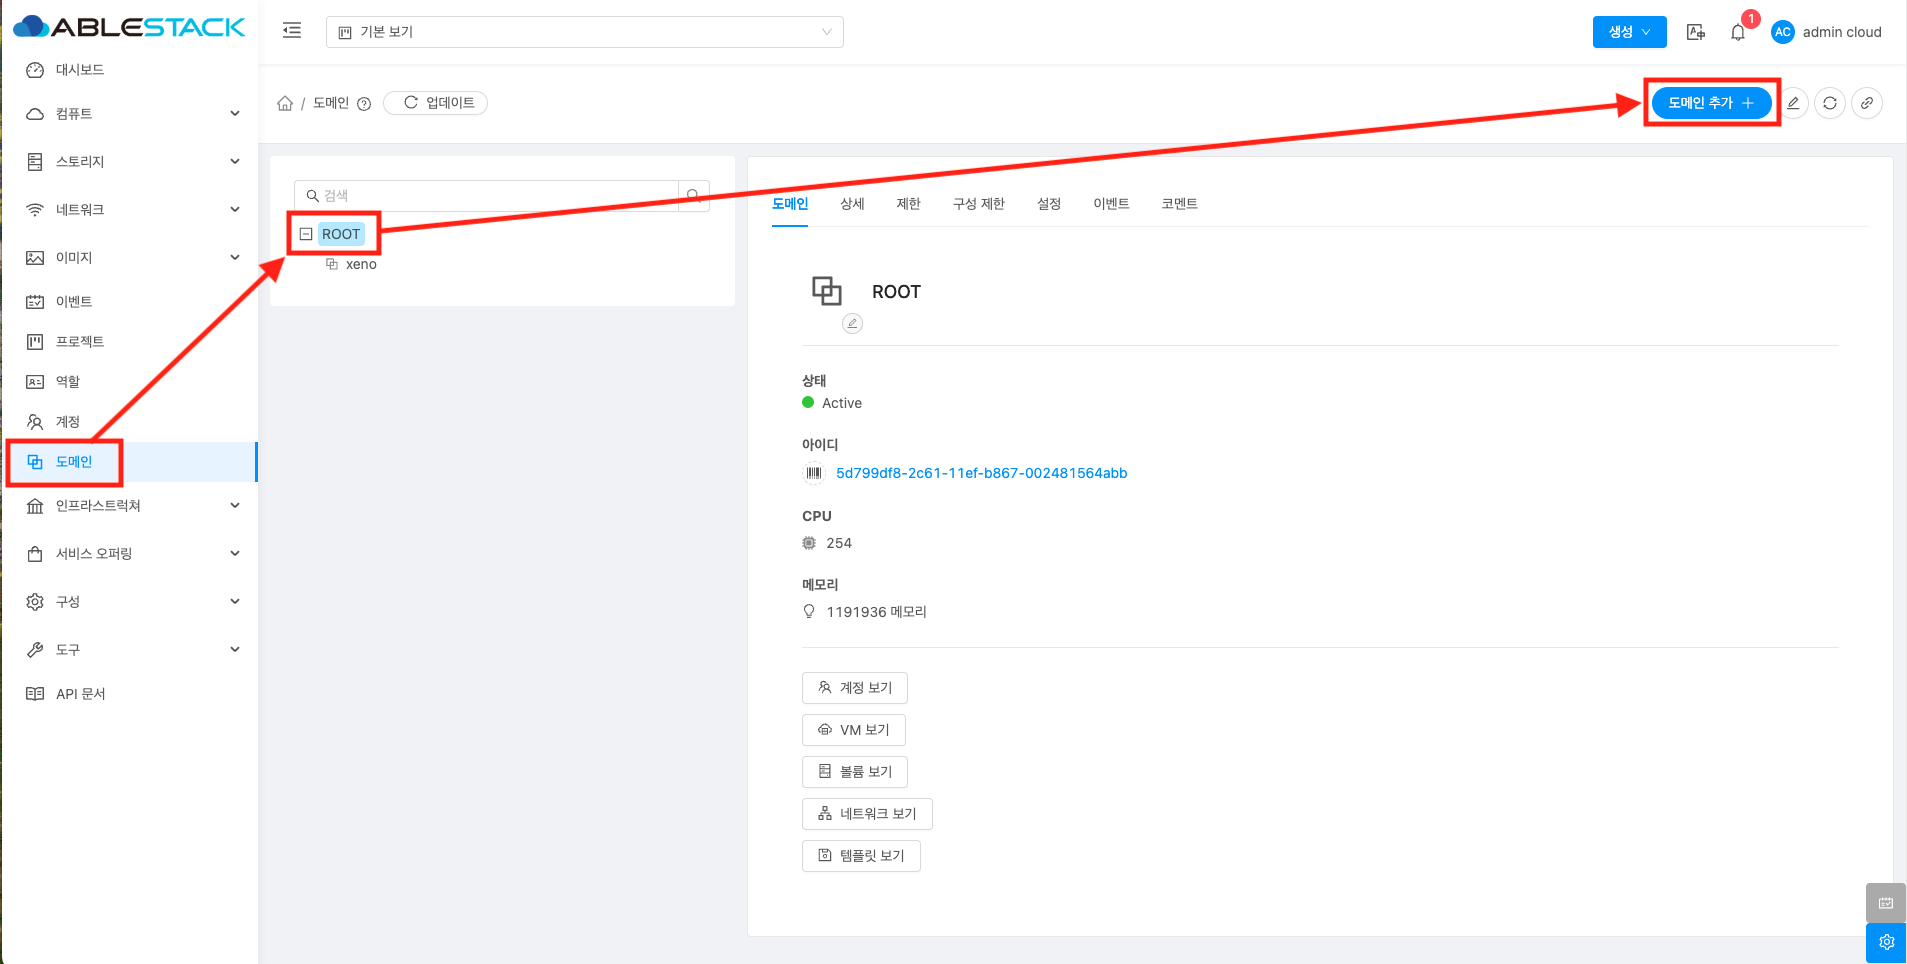 ABLESTACK
기본 보기
생성
1
AC
admin cloud
대시보드
컴퓨트
스토리지
네트워크
이미지
이벤트
프로젝트
역할
계정
도메인
인프라스트럭쳐
서비스 오퍼링
구성
도구
API 문서
/ 도메인
업데이트
도메인 추가
검색
ROOT
xeno
도메인 상세 제한 구성 제한 설정 이벤트 코멘트
ROOT
상태
Active
아이디
5d799df8-2c61-11ef-b867-002481564abb
CPU
254
메모리
1191936 메모리
계정 보기
VM 보기
볼륨 보기
네트워크 보기
템플릿 보기